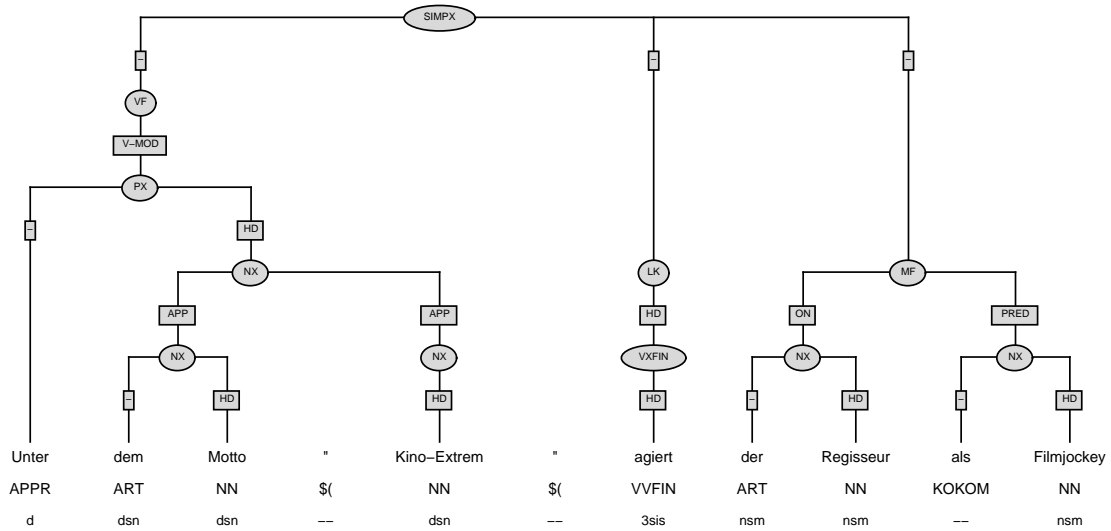 SIMPX
– – –
VF
V–MOD
PX
– HD
NX LK MF
APP APP HD ON PRED
NX NX VXFIN NX NX
– HD HD HD – HD – HD
Unter dem Motto " Kino–Extrem " agiert der Regisseur als Filmjockey
APPR ART NN $( NN $( VVFIN ART NN KOKOM NN
d dsn dsn –– dsn –– 3sis nsm nsm –– nsm